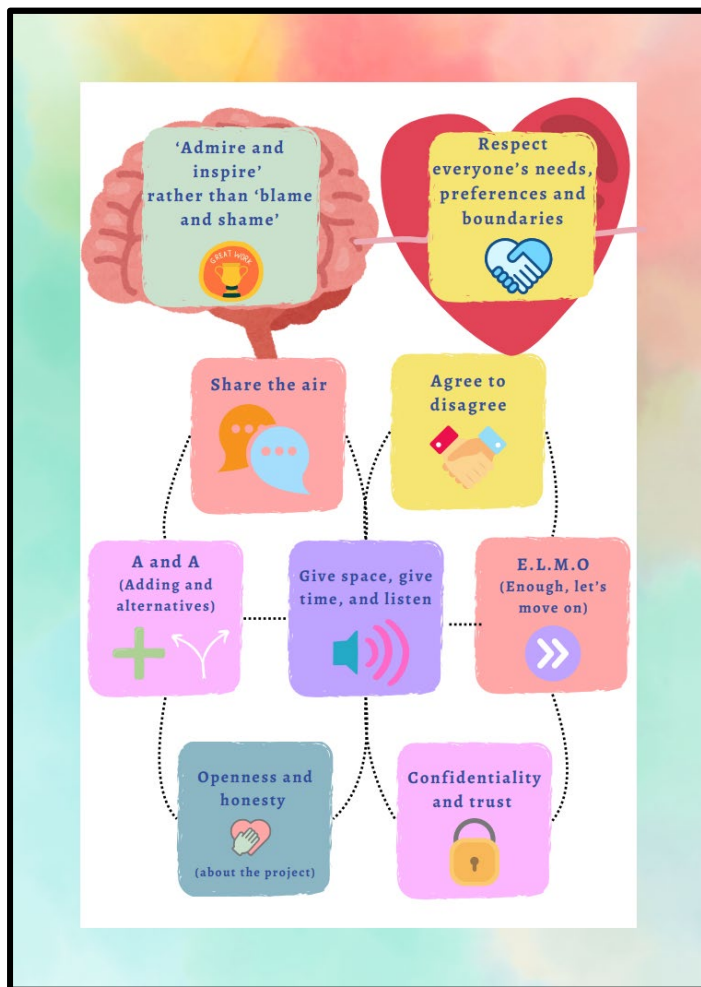 ‘Admire and
inspire’
rather than ‘blame
and shame’
GREAT WORK
Respect
everyone’s needs,
preferences and
boundaries
Share the air
Agree to
disagree
A and A
(Adding and
alternatives)
Give space, give
time, and listen
E.L.M.O
(Enough, let’s
move on)
Openness and
honesty
(about the project)
Confidentiality
and trust